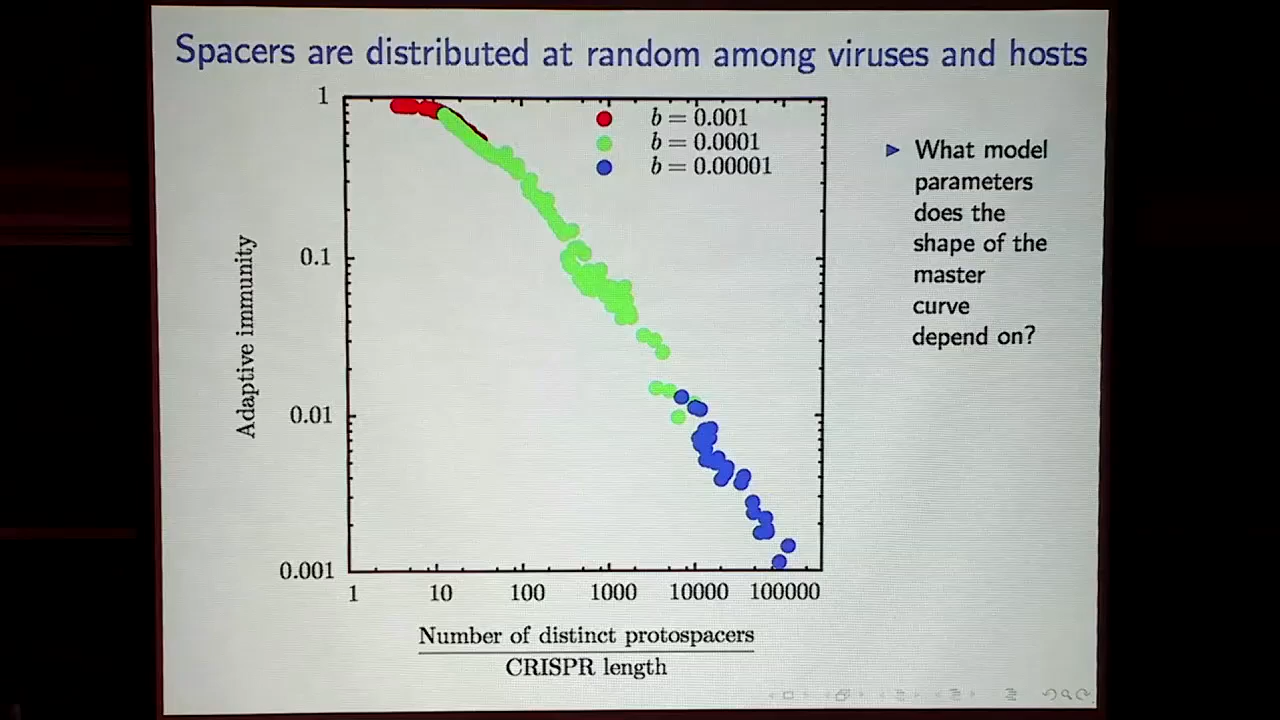 Spacers are distributed at random among viruses and hosts
1
0.1
0.01
0.001
Adaptive immunity
b = 0.001
b = 0.0001
b = 0.00001
1
10
100
1000
10000
100000
Number of distinct protospacers
CRISPR length
What model
parameters
does the
shape of the
master
curve
depend on?